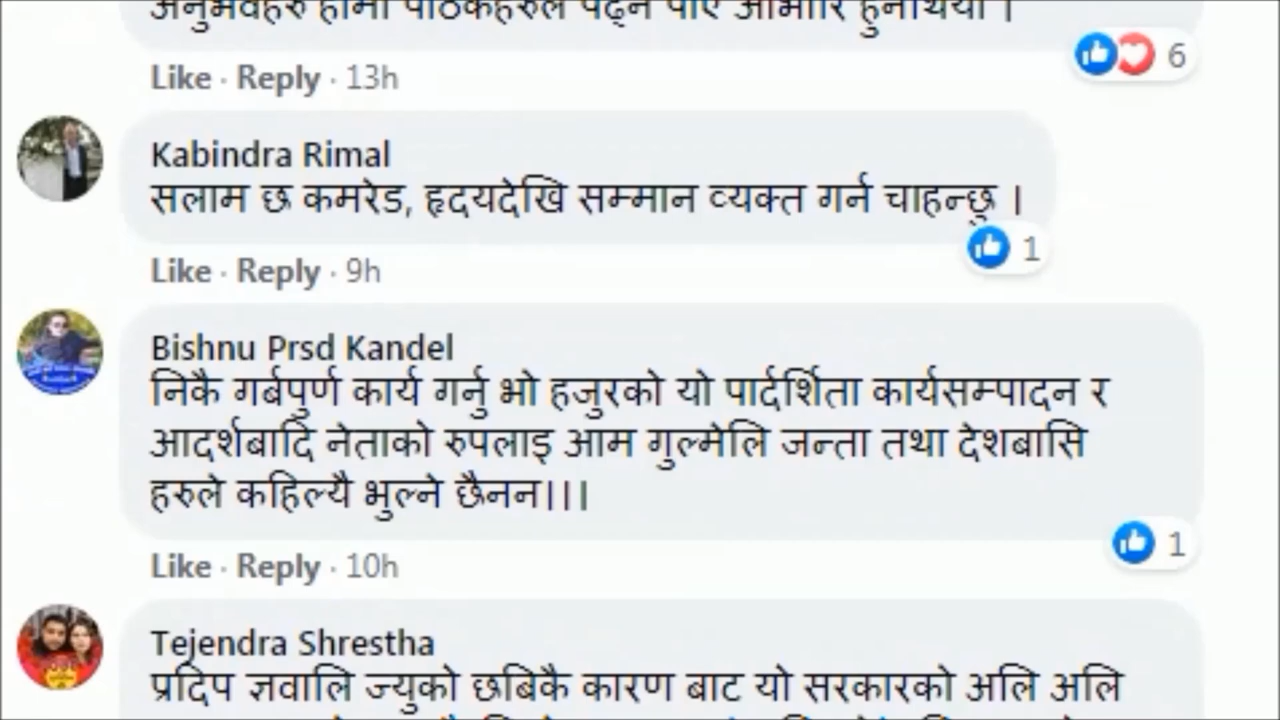 अनुभवहरु हामी पाठकहरुले पढ्न पाए आभारि हुनेथियौ ।
Like · Reply · 13h
6
Kabindra Rimal
सलाम छ कमरेड, हृदयदेखि सम्मान व्यक्त गर्न चाहन्छु ।
1
Like · Reply · 9h
Bishnu Prsd Kandel
निकै गर्बपुर्ण कार्य गर्नु भो हजुरको यो पार्दर्शिता कार्यसम्पादन र
आदर्शबादि नेताको रुपलाइ आम गुल्मेलि जन्ता तथा देशबासि
हरुले कहिल्यै भुल्ने छैनन।।।
1
Like · Reply · 10h
Tejendra Shrestha
प्रदिप ज्ञवालि ज्युको छबिकै कारण बाट यो सरकारको अलि अलि